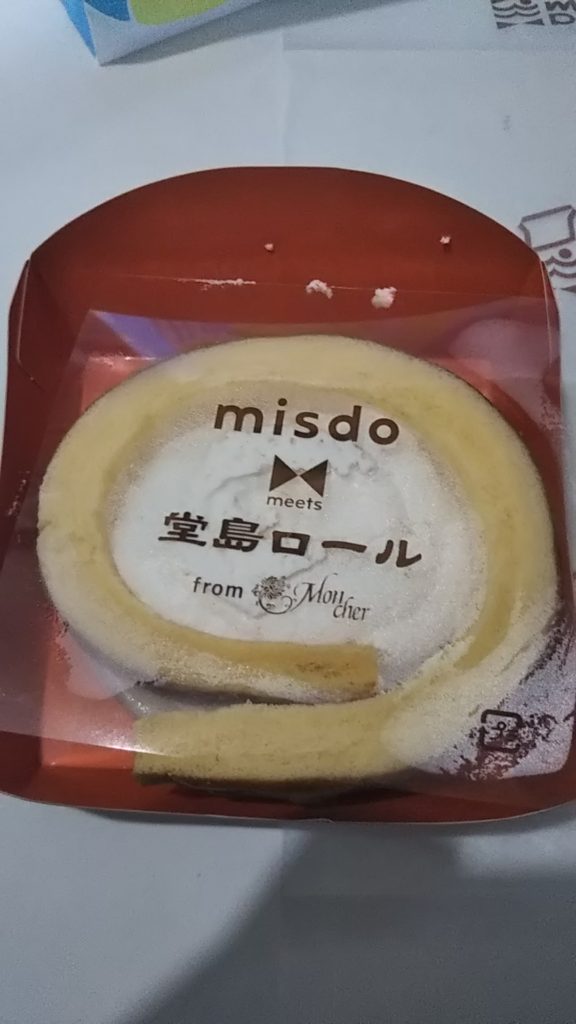 misdo
meets
堂島ロール
from Mon cher